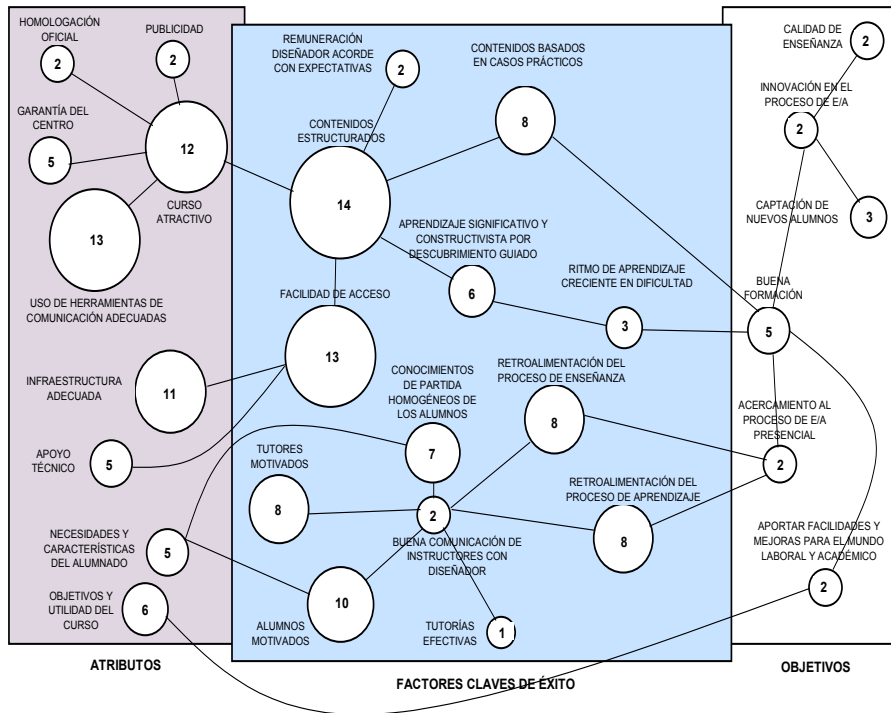 HOMOLOGACIÓN
OFICIAL
2
PUBLICIDAD
2
GARANTÍA DEL
CENTRO
5
12
CURSO
ATRACTIVO
13
USO DE HERRAMIENTAS DE
COMUNICACIÓN ADECUADAS
INFRAESTRUCTURA
ADECUADA
11
APOYO
TÉCNICO
5
NECESIDADES Y
CARACTERÍSTICAS
DEL ALUMNADO
5
OBJETIVOS Y
UTILIDAD DEL
CURSO
6
ATRIBUTOS
REMUNERACIÓN
DISEÑADOR ACORDE
CON EXPECTATIVAS
2
CONTENIDOS BASADOS
EN CASOS PRÁCTICOS
8
CONTENIDOS
ESTRUCTURADOS
14
APRENDIZAJE SIGNIFICATIVO Y
CONSTRUCTIVISTA POR
DESCUBRIMIENTO GUIADO
6
RITMO DE APRENDIZAJE
CRECIENTE EN DIFICULTAD
3
FACILIDAD DE ACCESO
13
CONOCIMIENTOS
DE PARTIDA
HOMOGÉNEOS DE
LOS ALUMNOS
7
RETROALIMENTACIÓN DEL
PROCESO DE ENSEÑANZA
8
TUTORES
MOTIVADOS
8
2
BUENA COMUNICACIÓN DE
INSTRUCTORES CON
DISEÑADOR
RETROALIMENTACIÓN DEL
PROCESO DE APRENDIZAJE
8
10
ALUMNOS
MOTIVADOS
TUTORÍAS
EFECTIVAS
1
FACTORES CLAVES DE ÉXITO
CALIDAD DE
ENSEÑANZA
2
INNOVACIÓN EN EL
PROCESO DE E/A
2
CAPTACIÓN DE
NUEVOS ALUMNOS
3
BUENA
FORMACIÓN
5
ACERCAMIENTO AL
PROCESO DE E/A
PRESENCIAL
2
APORTAR FACILIDADES Y
MEJORAS PARA EL MUNDO
LABORAL Y ACADÉMICO
2
OBJETIVOS